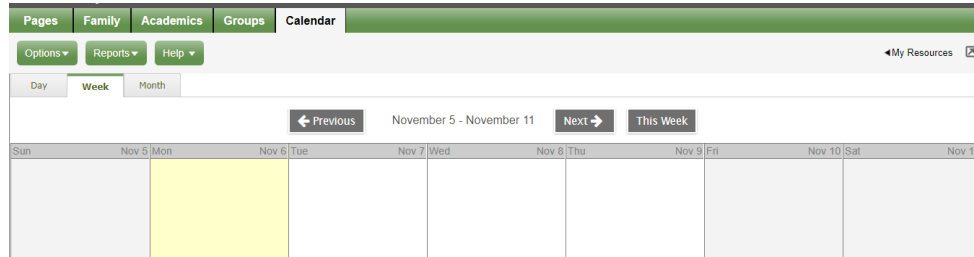 Pages Family Academics Groups Calendar
Options Reports Help My Resources
Day Week Month
Previous November 5 - November 11 Next This Week
Sun Nov 5 Mon Nov 6 Tue Nov 7 Wed Nov 8 Thu Nov 9 Fri Nov 10 Sat Nov 1